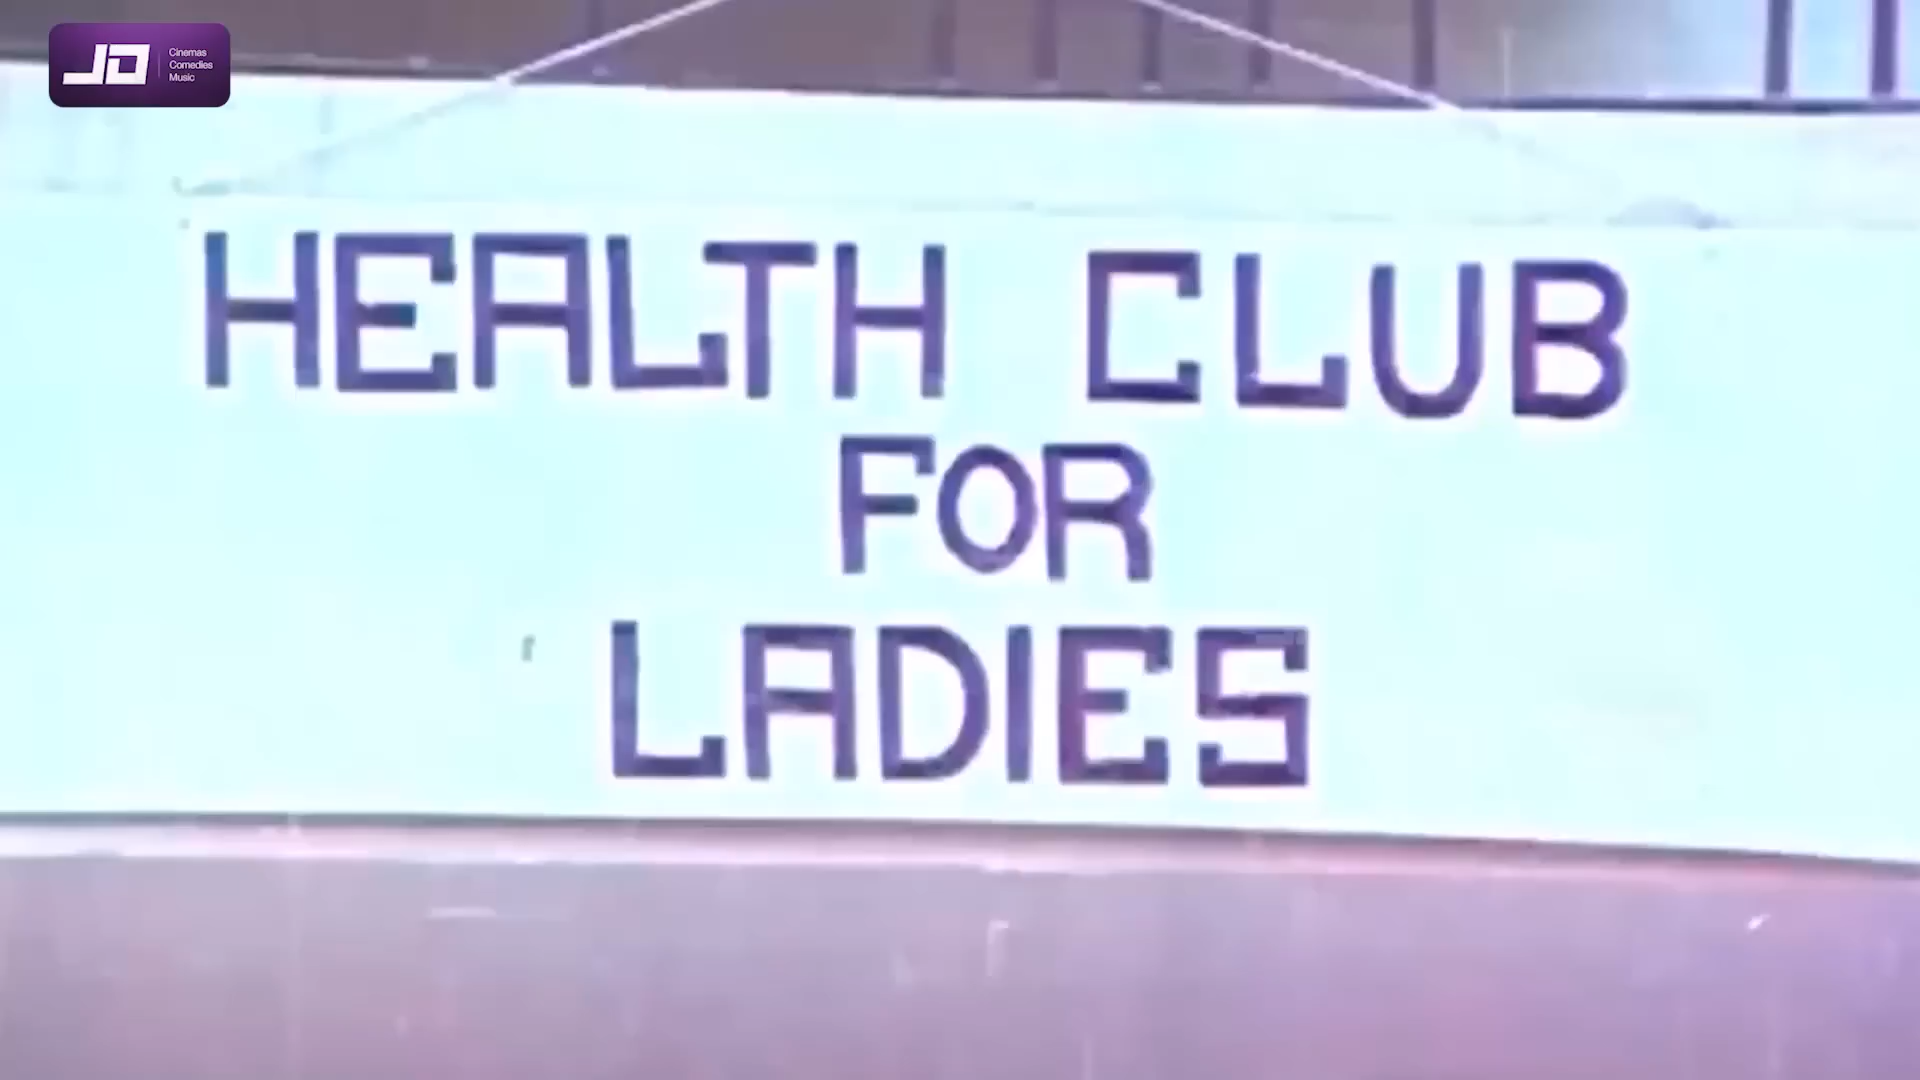 JD
Cinemas
Comedies
Music
HEALTH CLUB
FOR
LADIES